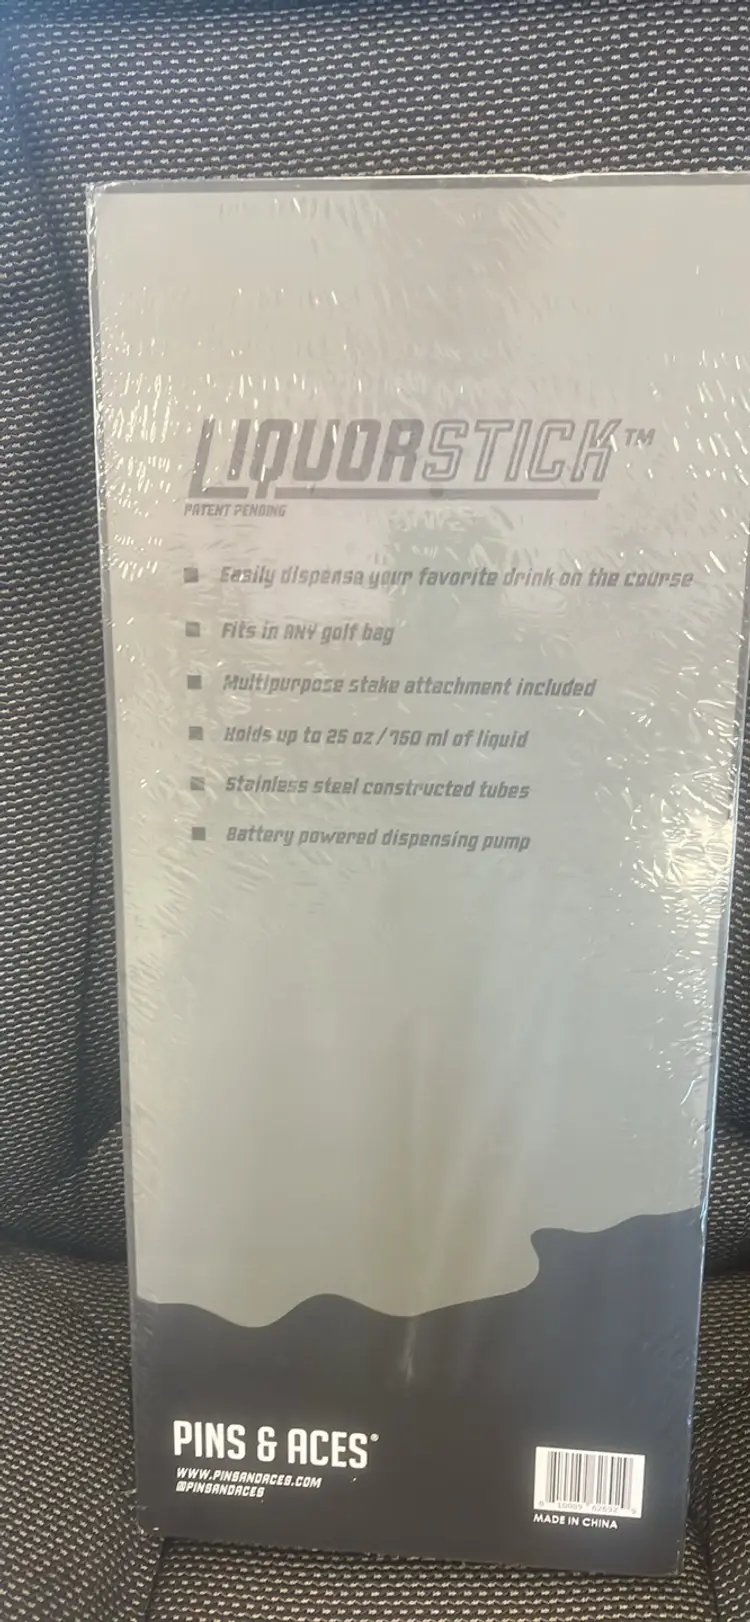 LIQUORSTICK™
PATENT PENDING
Easily dispense your favorite drink on the course
Fits in ANY golf bag
Multipurpose stake attachment included
Holds up to 25 oz / 750 ml of liquid
Stainless steel constructed tubes
Battery powered dispensing pump
PINS & ACES®
WWW.PINSANDACES.COM
@PINSANDACES
MADE IN CHINA